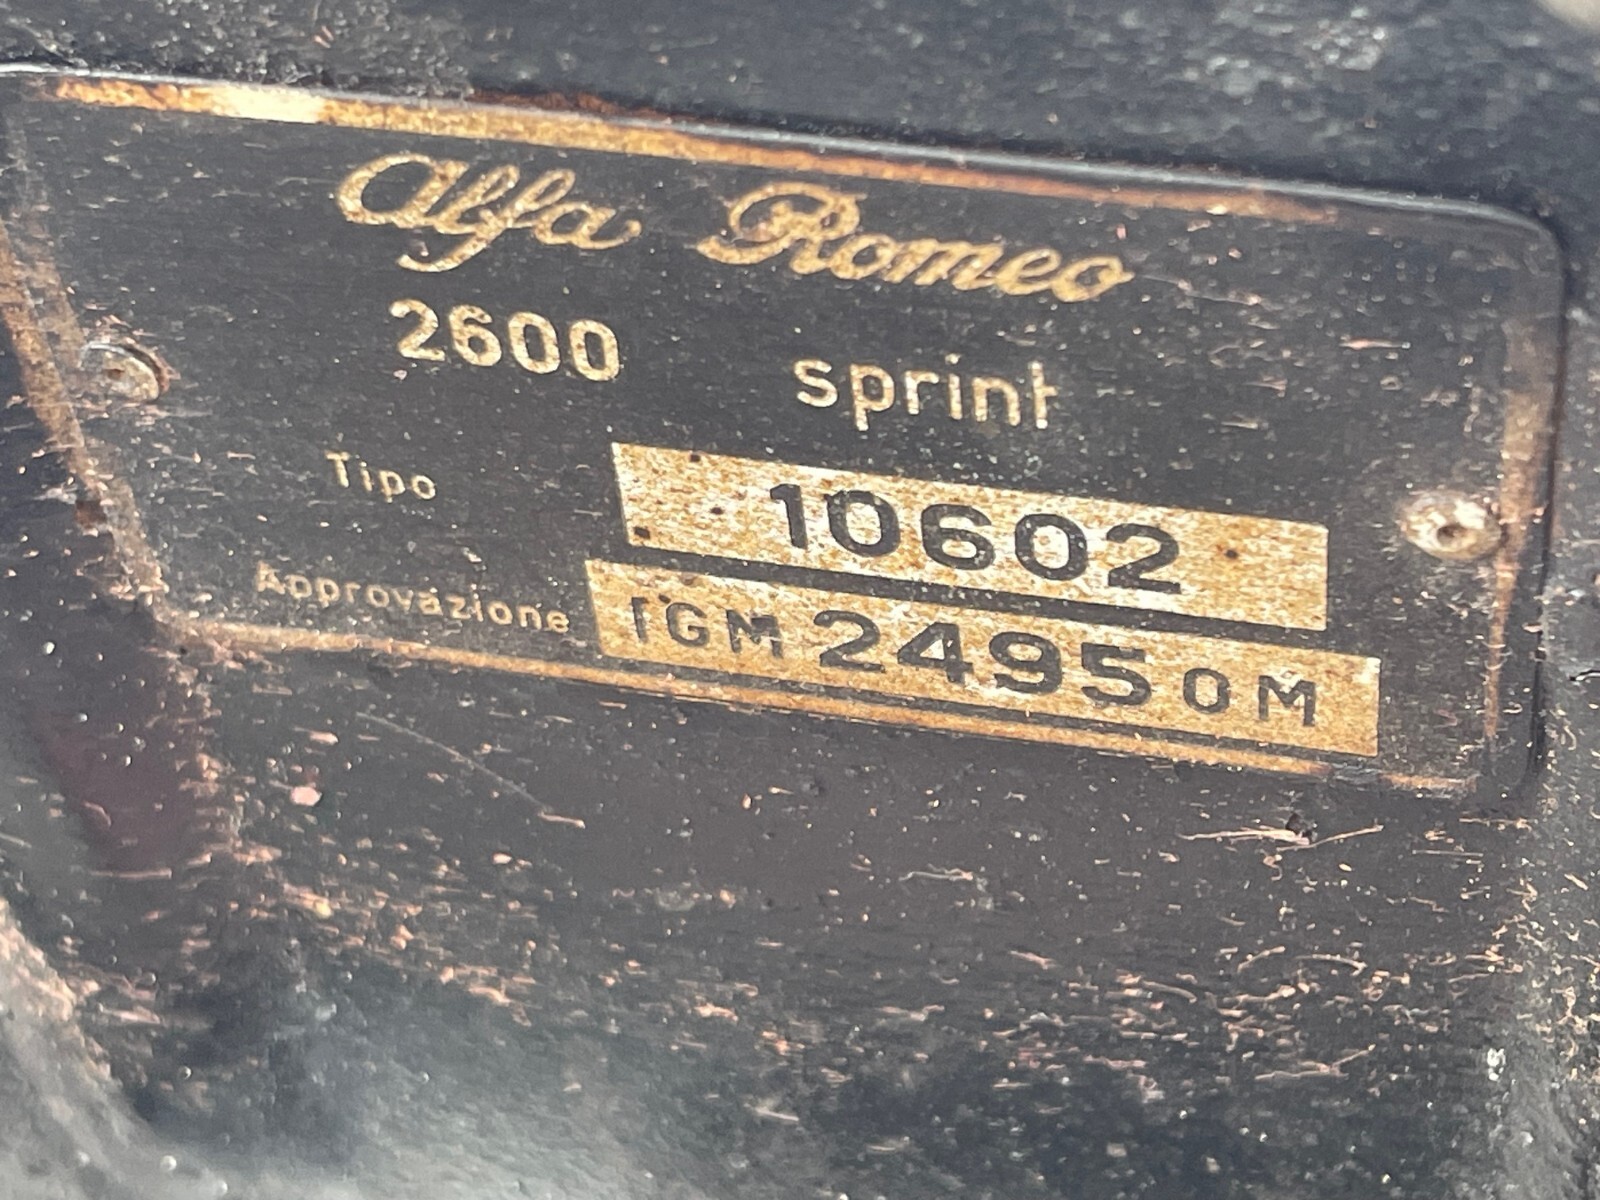 Alfa Romeo
2600 sprint
Tipo 10602
Approvazione IGM 2495 OM